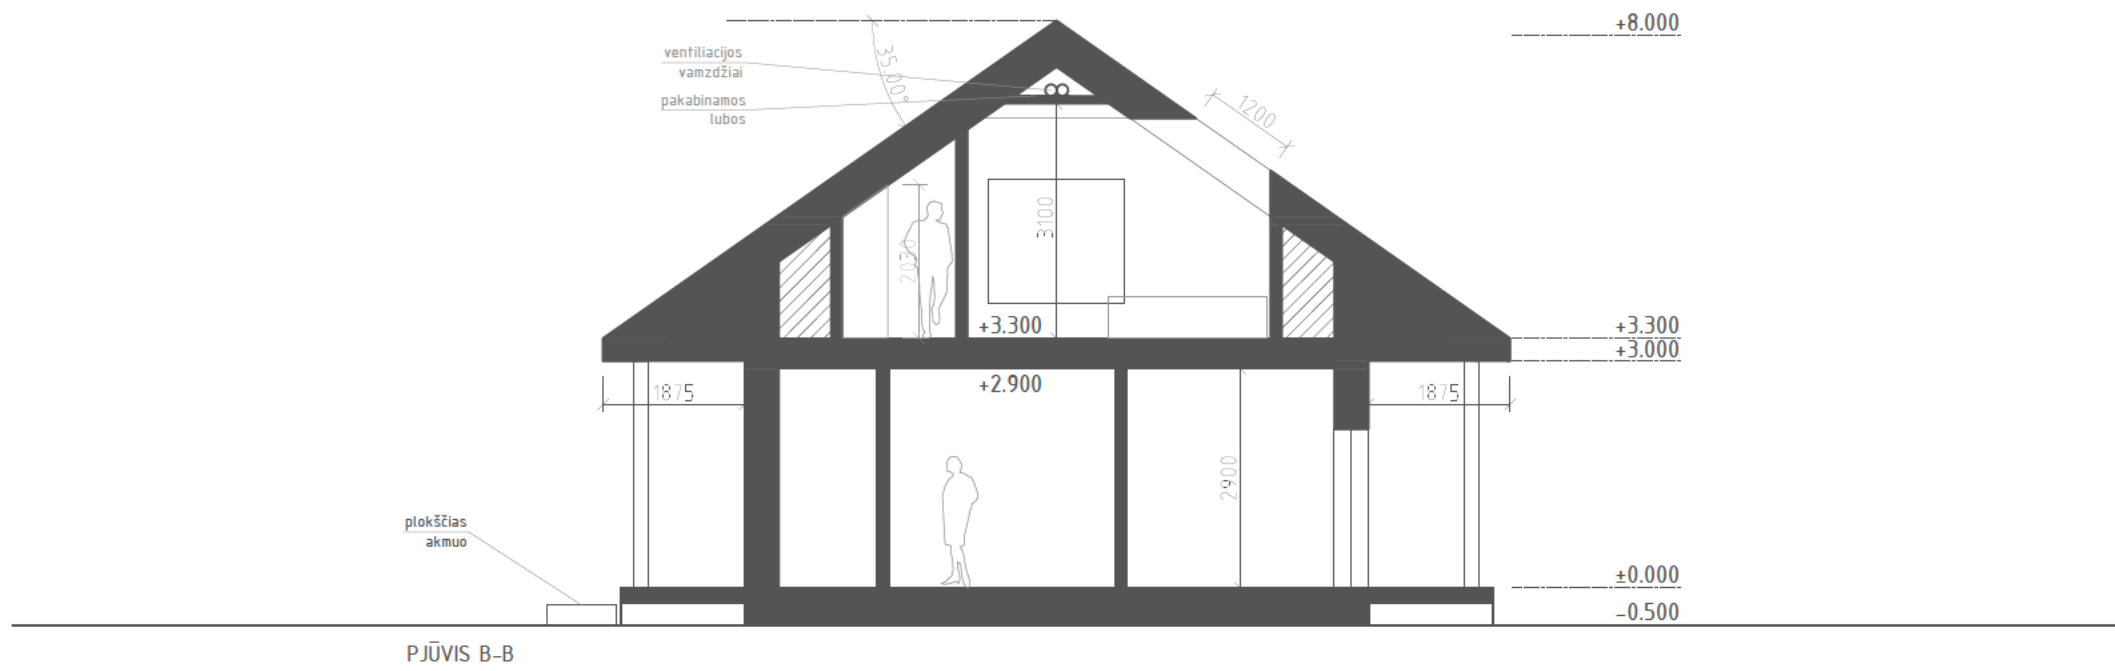 +8.000
35.00°
ventiliacijos
vamzdžiai
pakabinamos
lubos
1200
3100
2030
+3.300
+3.300
+3.000
+2.900
1875
1875
2900
plokščias
akmuo
±0.000
-0.500
PJŪVIS B-B